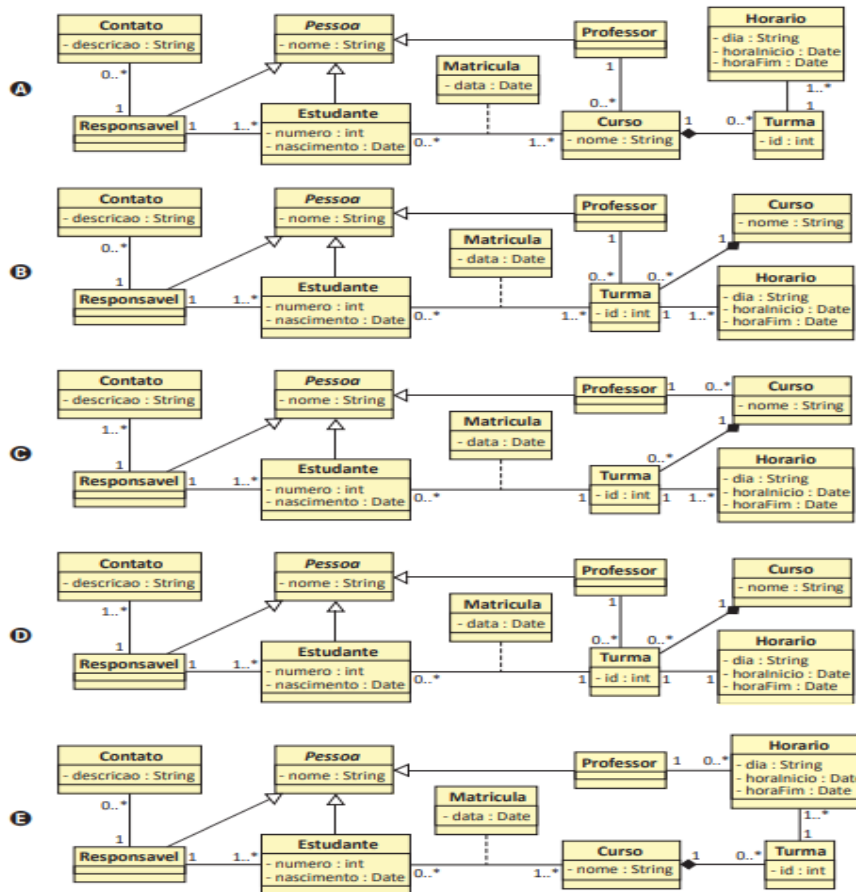 A
Contato
- descricao : String
Pessoa
- nome : String
Professor
Horario
- dia : String
- horaInicio : Date
- horaFim : Date
Matricula
- data : Date
Responsavel
Estudante
- numero : int
- nascimento : Date
Curso
- nome : String
Turma
- id : int
0..*
1
1
1..*
0..*
1..*
1
0..*
1
0..*
1..*
1
B
Contato
- descricao : String
Pessoa
- nome : String
Professor
Curso
- nome : String
Matricula
- data : Date
Responsavel
Estudante
- numero : int
- nascimento : Date
Turma
- id : int
Horario
- dia : String
- horaInicio : Date
- horaFim : Date
0..*
1
1
1..*
0..*
1..*
1
0..*
1
0..*
1
1..*
C
Contato
- descricao : String
Pessoa
- nome : String
Professor
1
0..*
Curso
- nome : String
Matricula
- data : Date
Responsavel
Estudante
- numero : int
- nascimento : Date
Turma
- id : int
Horario
- dia : String
- horaInicio : Date
- horaFim : Date
1..*
1
1
1..*
0..*
1
1
0..*
1
1..*
D
Contato
- descricao : String
Pessoa
- nome : String
Professor
Curso
- nome : String
Matricula
- data : Date
Responsavel
Estudante
- numero : int
- nascimento : Date
Turma
- id : int
Horario
- dia : String
- horaInicio : Date
- horaFim : Date
1..*
1
1
1..*
0..*
1
1
0..*
1
0..*
1
1
E
Contato
- descricao : String
Pessoa
- nome : String
Professor
1
0..*
Horario
- dia : String
- horaInicio : Dat
- horaFim : Date
Matricula
- data : Date
Responsavel
Estudante
- numero : int
- nascimento : Date
Curso
- nome : String
Turma
- id : int
0..*
1
1
1..*
0..*
1..*
1
0..*
1..*
1